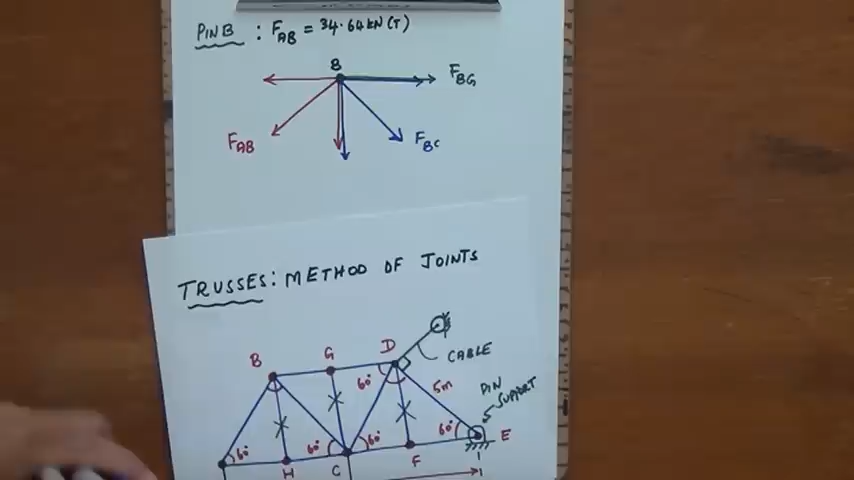 PIN B : FAB = 34.64 kN (T)
B
FBG
FAB
FBC
TRUSSES: METHOD OF JOINTS
B
G
D
CABLE
60°
5m
PIN
SUPPORT
60°
60°
60°
60°
E
H
C
F